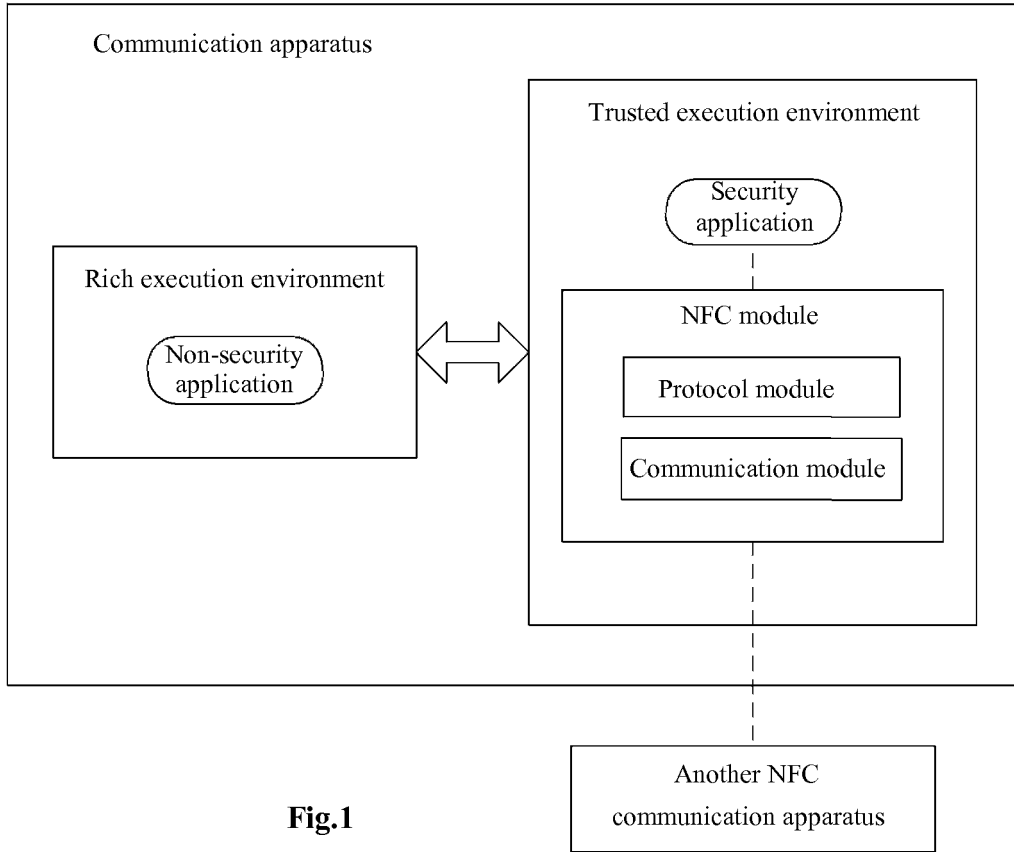 Communication apparatus
Trusted execution environment
Security
application
Rich execution environment
Non-security
application
NFC module
Protocol module
Communication module
Another NFC
communication apparatus
Fig.1